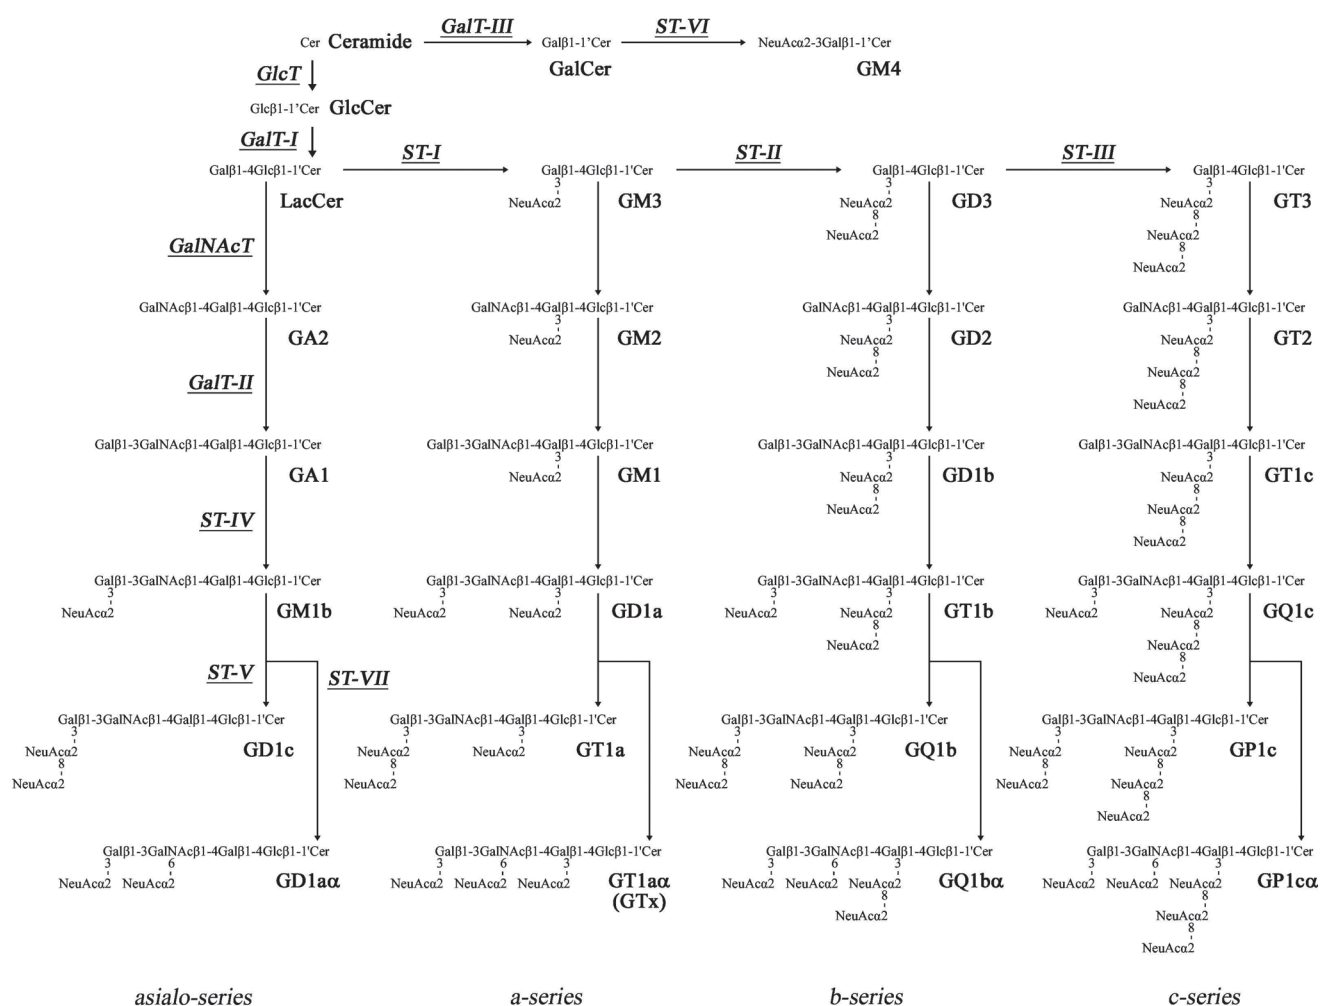 GalT-III ST-VI
Cer Ceramide Galβ1-1'Cer NeuAcα2-3Galβ1-1'Cer
GalCer GM4
GlcT
Glcβ1-1'Cer GlcCer
GalT-I ST-I ST-II ST-III
Galβ1-4Glcβ1-1'Cer Galβ1-4Glcβ1-1'Cer Galβ1-4Glcβ1-1'Cer Galβ1-4Glcβ1-1'Cer
3 3 3
LacCer NeuAcα2 GM3 NeuAcα2 GD3 NeuAcα2 GT3
8 8
NeuAcα2 NeuAcα2
GalNAcT 8
NeuAcα2
GalNAcβ1-4Galβ1-4Glcβ1-1'Cer GalNAcβ1-4Galβ1-4Glcβ1-1'Cer GalNAcβ1-4Galβ1-4Glcβ1-1'Cer GalNAcβ1-4Galβ1-4Glcβ1-1'Cer
3 3 3
GA2 NeuAcα2 GM2 NeuAcα2 GD2 NeuAcα2 GT2
8 8
NeuAcα2 NeuAcα2
GalT-II 8
NeuAcα2
Galβ1-3GalNAcβ1-4Galβ1-4Glcβ1-1'Cer Galβ1-3GalNAcβ1-4Galβ1-4Glcβ1-1'Cer Galβ1-3GalNAcβ1-4Galβ1-4Glcβ1-1'Cer Galβ1-3GalNAcβ1-4Galβ1-4Glcβ1-1'Cer
3 3 3
GA1 NeuAcα2 GM1 NeuAcα2 GD1b NeuAcα2 GT1c
8 8
NeuAcα2 NeuAcα2
ST-IV 8
NeuAcα2
Galβ1-3GalNAcβ1-4Galβ1-4Glcβ1-1'Cer Galβ1-3GalNAcβ1-4Galβ1-4Glcβ1-1'Cer Galβ1-3GalNAcβ1-4Galβ1-4Glcβ1-1'Cer Galβ1-3GalNAcβ1-4Galβ1-4Glcβ1-1'Cer
3 3 3 3 3 3 3
NeuAcα2 GM1b NeuAcα2 NeuAcα2 GD1a NeuAcα2 NeuAcα2 GT1b NeuAcα2 NeuAcα2 GQ1c
8 8
NeuAcα2 NeuAcα2
ST-V ST-VII 8
NeuAcα2
Galβ1-3GalNAcβ1-4Galβ1-4Glcβ1-1'Cer Galβ1-3GalNAcβ1-4Galβ1-4Glcβ1-1'Cer Galβ1-3GalNAcβ1-4Galβ1-4Glcβ1-1'Cer Galβ1-3GalNAcβ1-4Galβ1-4Glcβ1-1'Cer
3 3 3 3 3 3 3
NeuAcα2 GD1c NeuAcα2 NeuAcα2 GT1a NeuAcα2 NeuAcα2 GQ1b NeuAcα2 NeuAcα2 GP1c
8 8 8 8 8 8
NeuAcα2 NeuAcα2 NeuAcα2 NeuAcα2 NeuAcα2 NeuAcα2
8
NeuAcα2
Galβ1-3GalNAcβ1-4Galβ1-4Glcβ1-1'Cer Galβ1-3GalNAcβ1-4Galβ1-4Glcβ1-1'Cer Galβ1-3GalNAcβ1-4Galβ1-4Glcβ1-1'Cer Galβ1-3GalNAcβ1-4Galβ1-4Glcβ1-1'Cer
3 6 3 6 3 3 6 3 3 6 3
NeuAcα2 NeuAcα2 GD1aα NeuAcα2 NeuAcα2 NeuAcα2 GT1aα NeuAcα2 NeuAcα2 NeuAcα2 GQ1bα NeuAcα2 NeuAcα2 NeuAcα2 GP1cα
(GTx) 8 8
NeuAcα2 NeuAcα2
8
NeuAcα2
asialo-series a-series b-series c-series